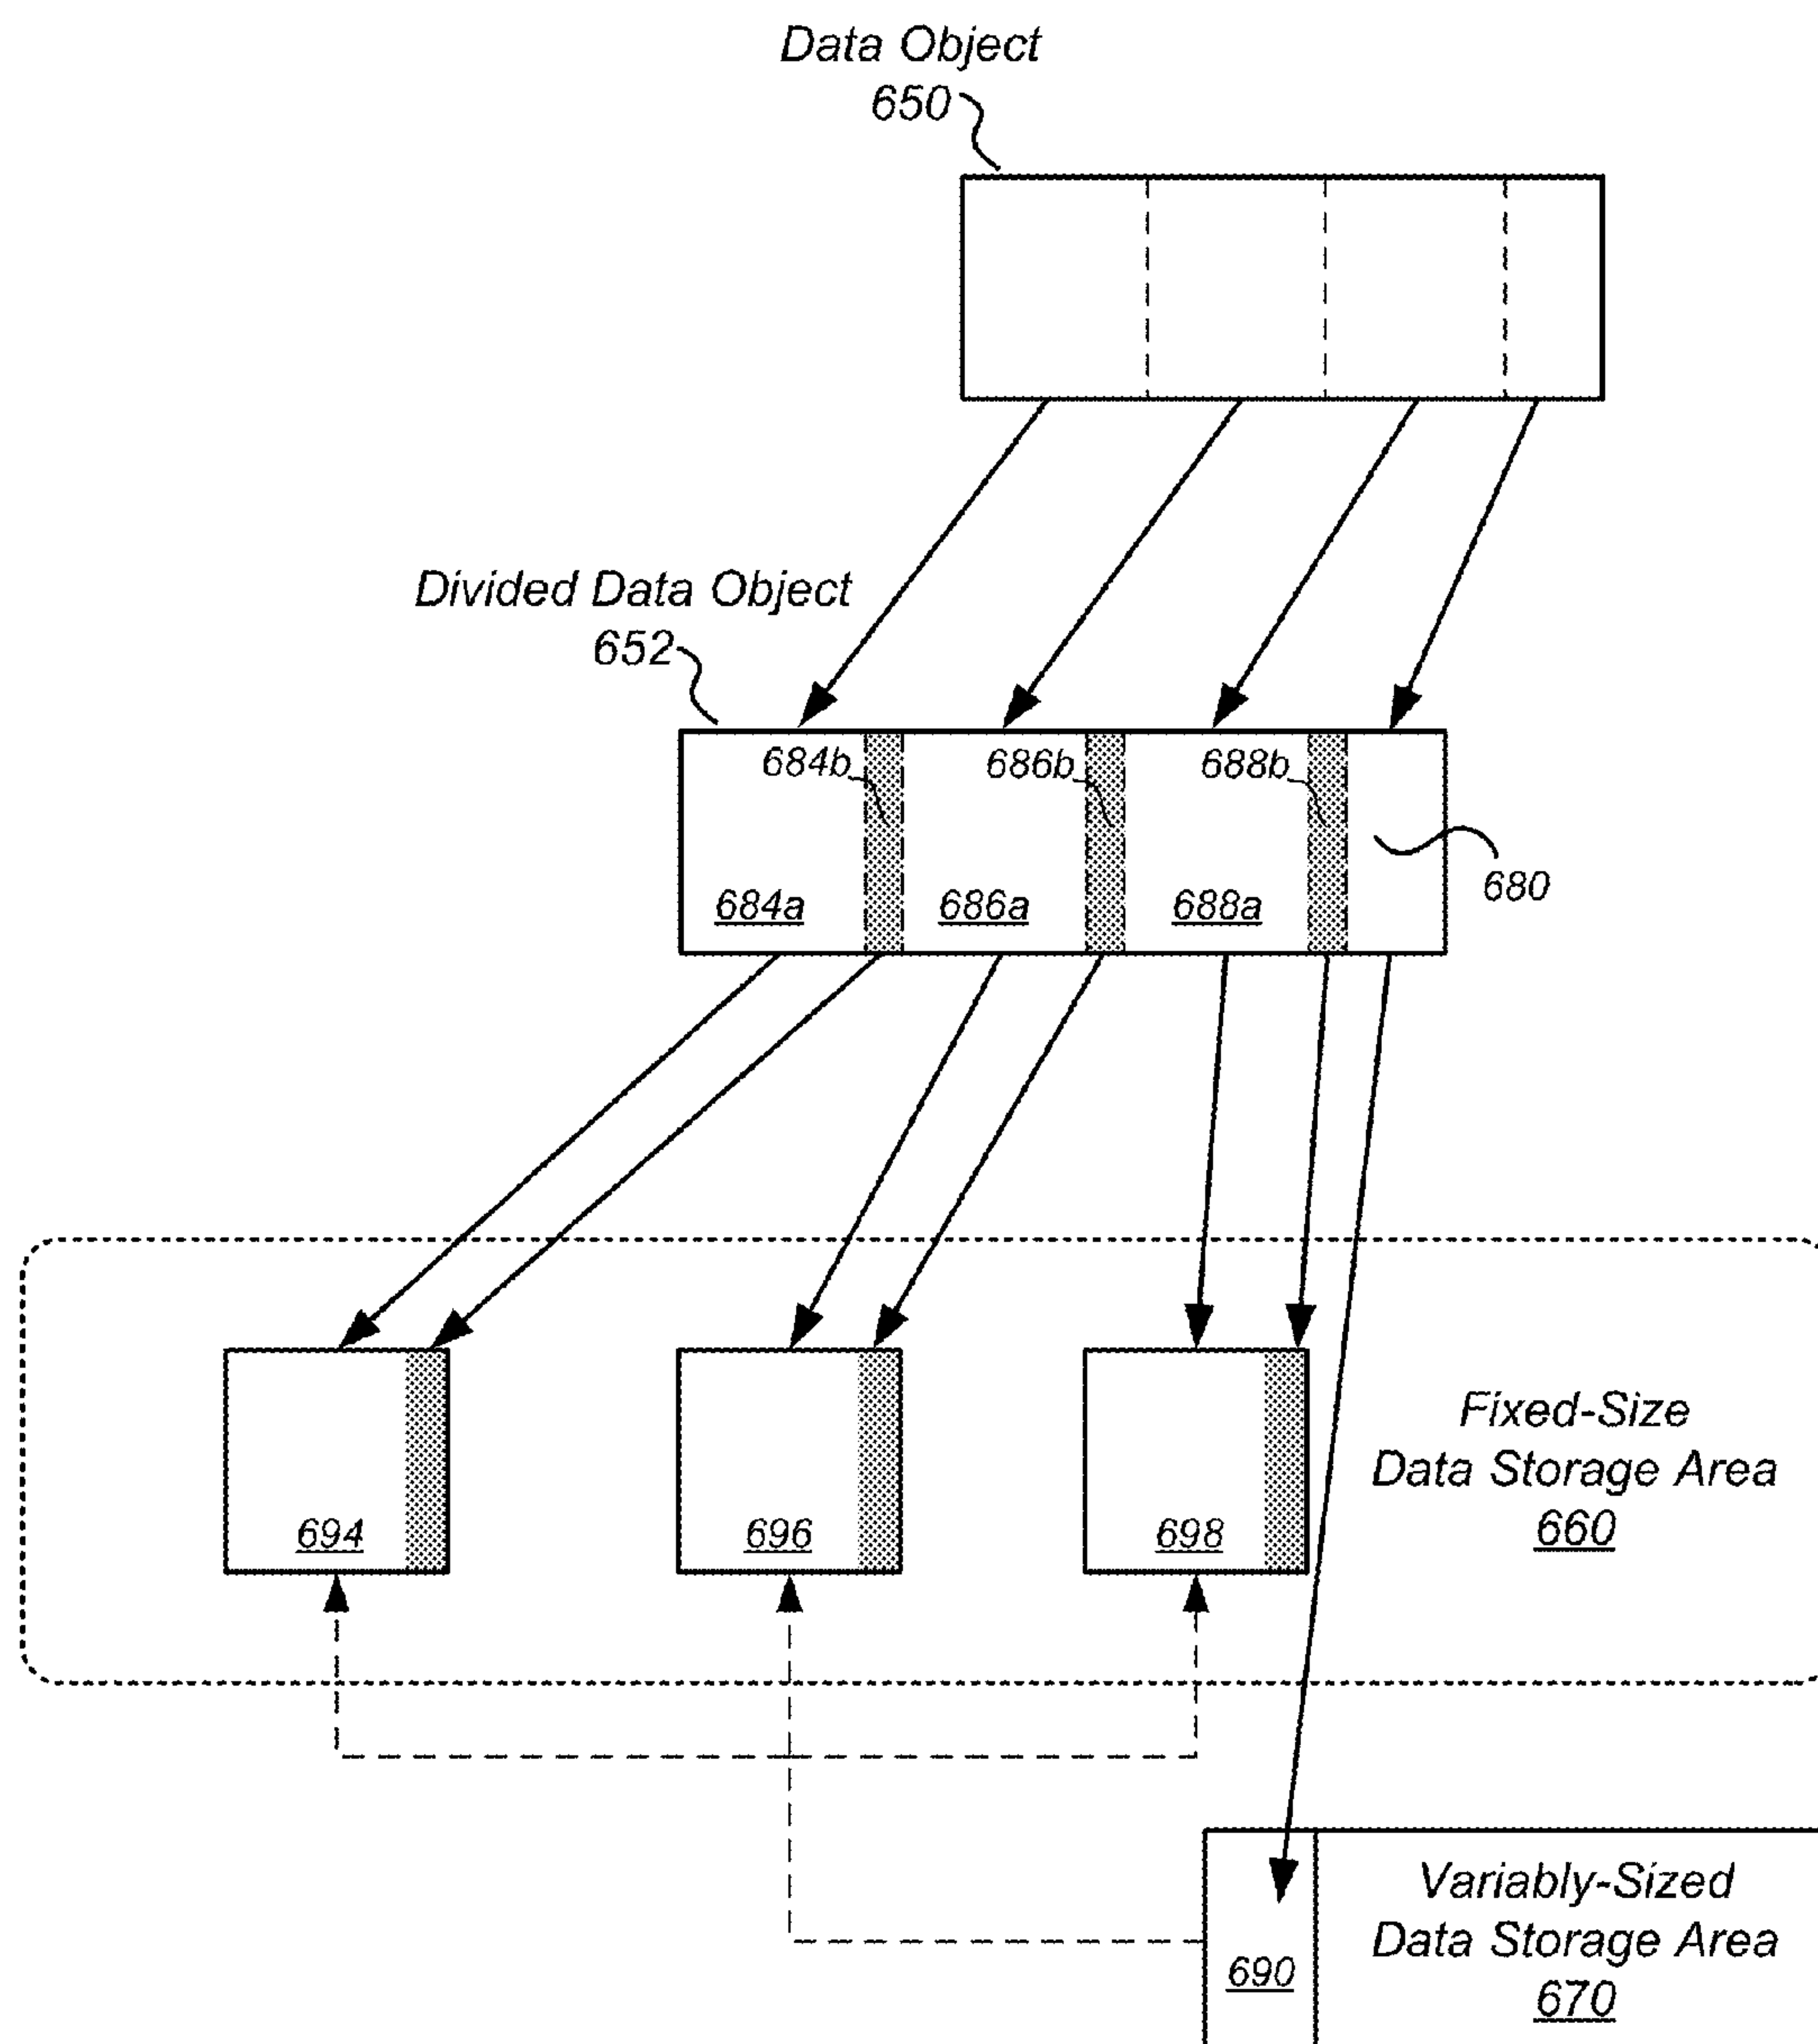 Data Object
650
Divided Data Object
652
684b
686b
688b
684a
686a
688a
680
694
696
698
Fixed-Size
Data Storage Area
660
Variably-Sized
Data Storage Area
670
690